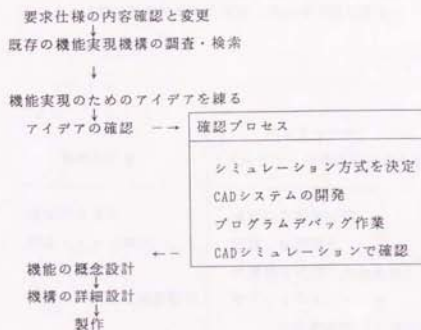 要求仕様の内容確認と変更
↓
既存の機能実現機構の調査・検索
↓
機能実現のためのアイデアを練る
↓
アイデアの確認 －→
確認プロセス
シミュレーション方式を決定
CADシステムの開発
プログラムデバッグ作業
CADシミュレーションで確認
←－
機能の概念設計
↓
機構の詳細設計
↓
製作